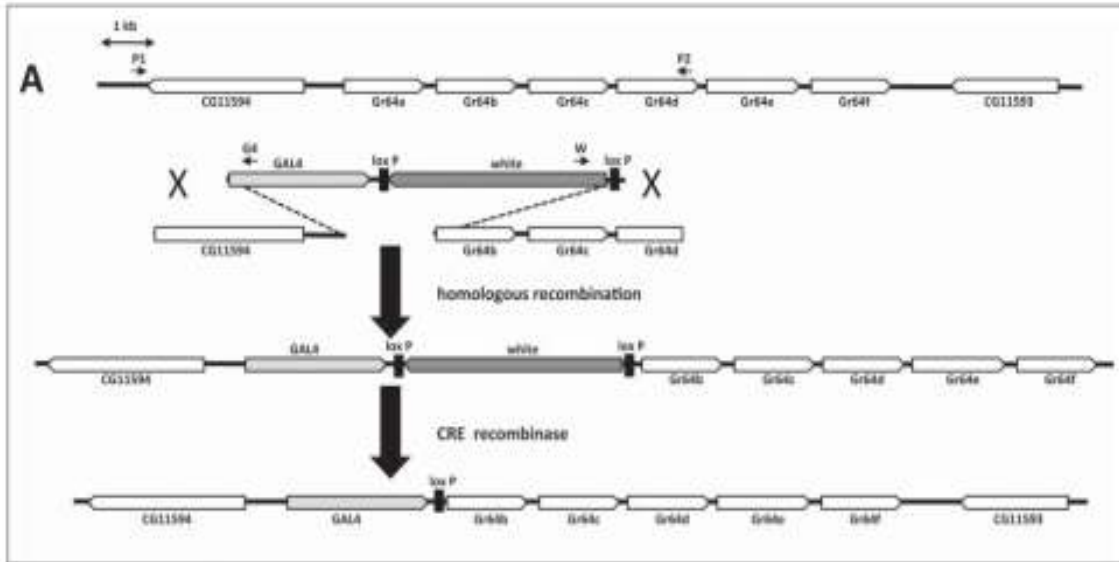 1 kb
A
P1 P2
CG11594 Gr64a Gr64b Gr64c Gr64d Gr64e Gr64f CG11593
G4 lox P W lox P
GAL4 white
X X
CG11594 Gr64b Gr64c Gr64d
homologous recombination
GAL4 lox P white lox P
CG11594 Gr64b Gr64c Gr64d Gr64e Gr64f
CRE recombinase
lox P
CG11594 GAL4 Gr64b Gr64c Gr64d Gr64e Gr64f CG11593